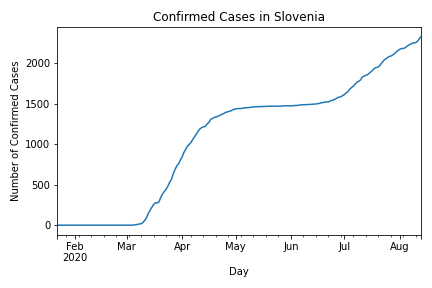 Confirmed Cases in Slovenia
Number of Confirmed Cases
2000
1500
1000
500
0
Feb Mar Apr May Jun Jul Aug
2020
Day